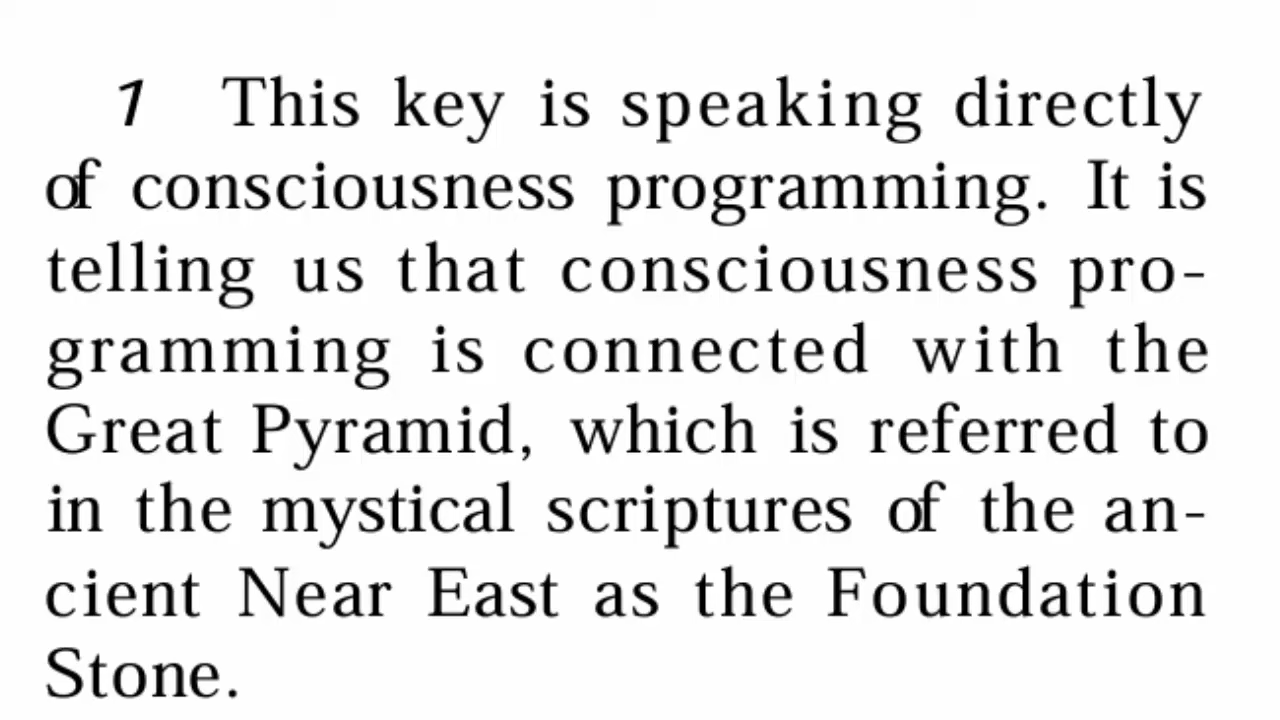 1 This key is speaking directly
of consciousness programming. It is
telling us that consciousness pro-
gramming is connected with the
Great Pyramid, which is referred to
in the mystical scriptures of the an-
cient Near East as the Foundation
Stone.